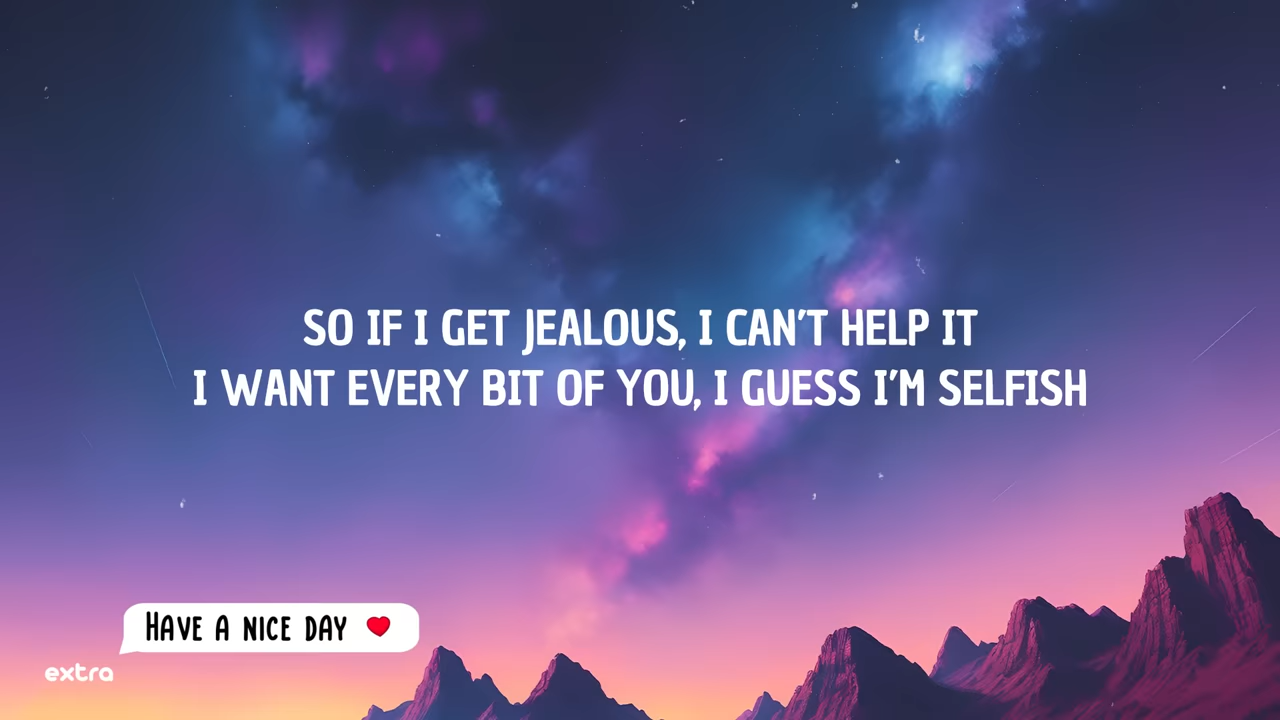 SO IF I GET JEALOUS, I CAN'T HELP IT
I WANT EVERY BIT OF YOU, I GUESS I'M SELFISH
HAVE A NICE DAY ❤
extra